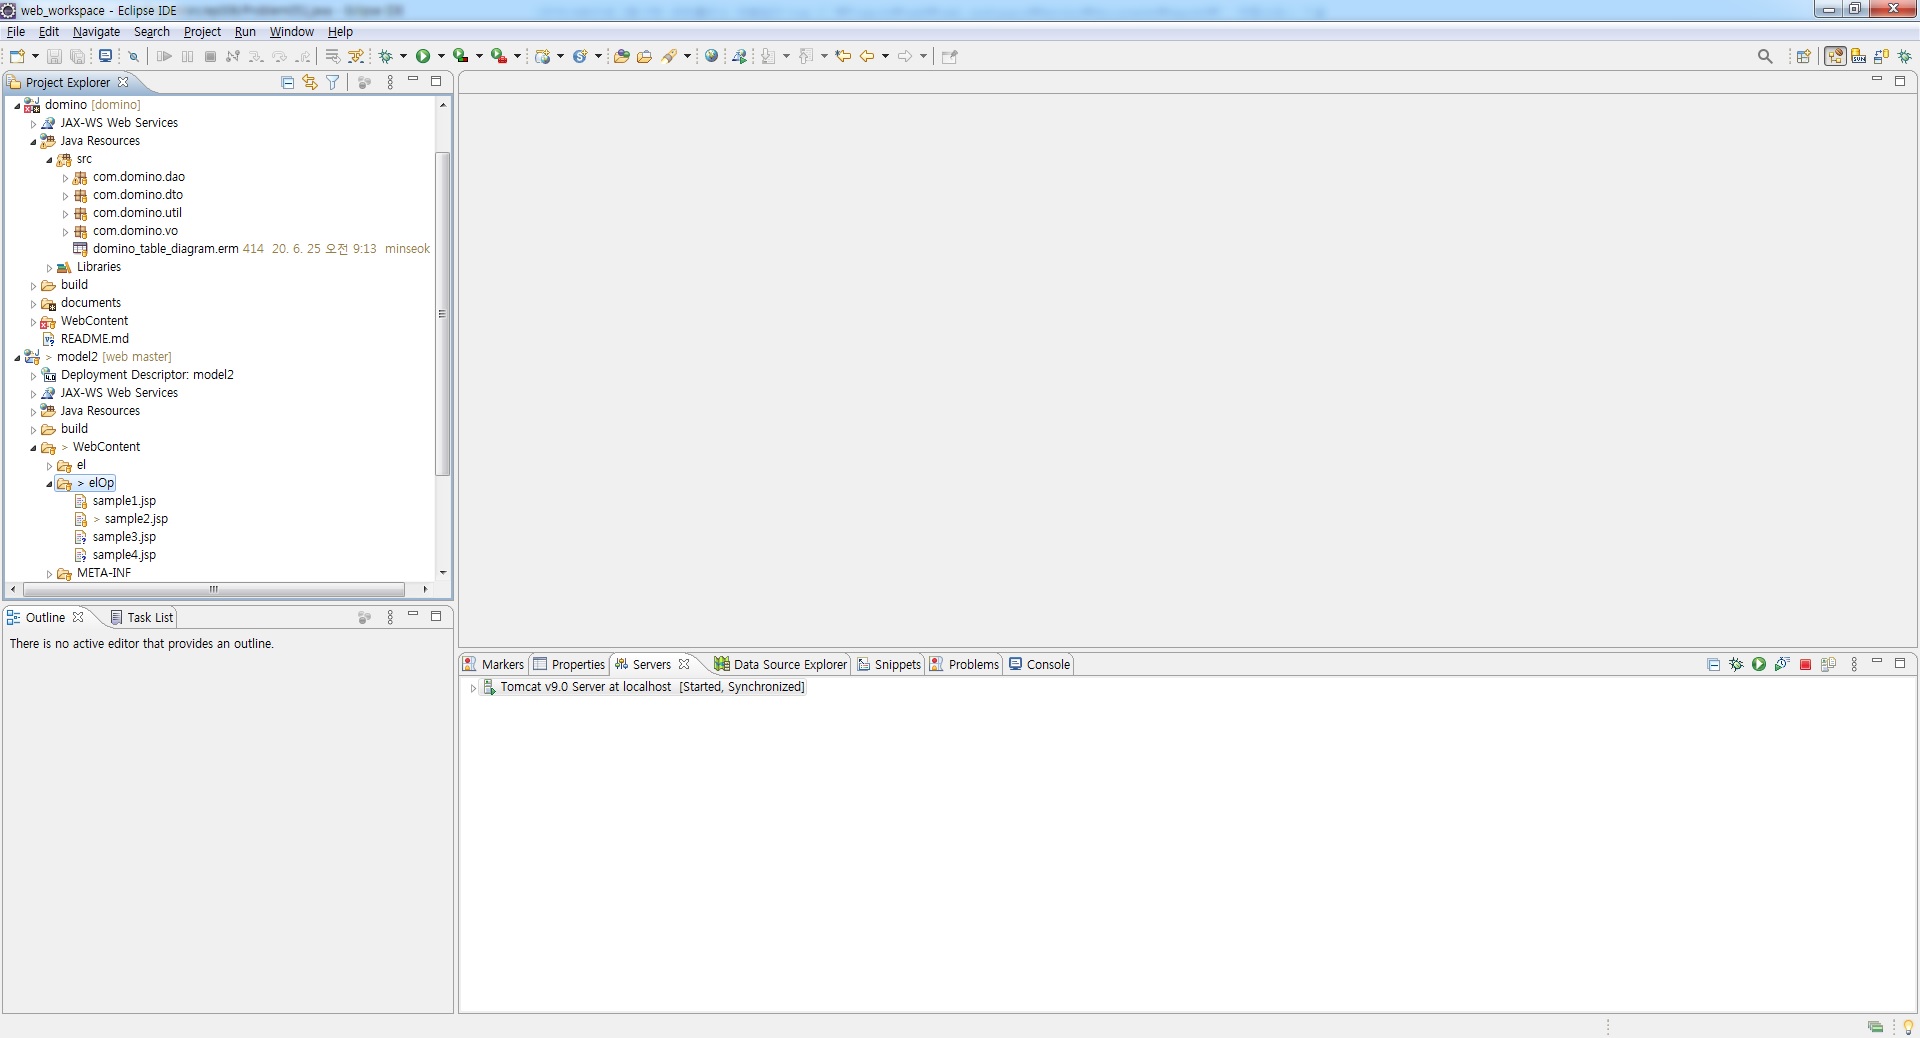 web_workspace - Eclipse IDE
File Edit Navigate Search Project Run Window Help
Project Explorer
domino [domino]
JAX-WS Web Services
Java Resources
src
com.domino.dao
com.domino.dto
com.domino.util
com.domino.vo
domino_table_diagram.erm 414 20. 6. 25 오전 9:13 minseok
Libraries
build
documents
WebContent
README.md
> model2 [web master]
Deployment Descriptor: model2
JAX-WS Web Services
Java Resources
build
> WebContent
el
> elOp
sample1.jsp
> sample2.jsp
sample3.jsp
sample4.jsp
META-INF
Outline Task List
There is no active editor that provides an outline.
Markers Properties Servers Data Source Explorer Snippets Problems Console
Tomcat v9.0 Server at localhost [Started, Synchronized]